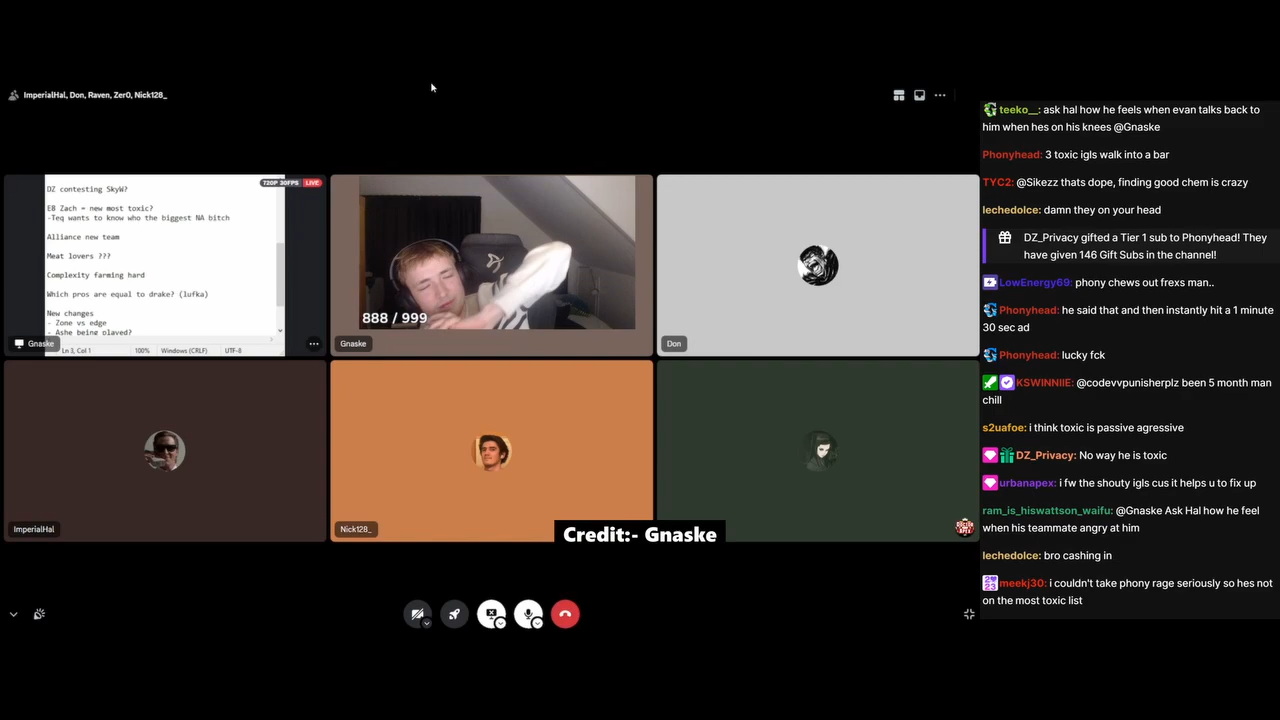 ImperialHal, Don, Raven, Zer0, Nick128_
DZ contesting SkyW?
EB Zach = new most toxic?
-Teq wants to know who the biggest NA bitch
Alliance new team
Meat lovers ???
Complexity farming hard
Which pros are equal to drake? (lufka)
New changes
- Zone vs edge
- Ashe being played?
Ln 3, Col 1 100% Windows (CRLF) UTF-8
720P 30FPS LIVE
Gnaske
888 / 999
Gnaske
Don
ImperialHal
Nick128_
Credit:- Gnaske
teeko__: ask hal how he feels when evan talks back to
him when hes on his knees @Gnaske
Phonyhead: 3 toxic igls walk into a bar
TYC2: @Sikezz thats dope, finding good chem is crazy
lechedolce: damn they on your head
DZ_Privacy gifted a Tier 1 sub to Phonyhead! They
have given 146 Gift Subs in the channel!
LowEnergy69: phony chews out frexs man..
Phonyhead: he said that and then instantly hit a 1 minute
30 sec ad
Phonyhead: lucky fck
KSWINNIIE: @codevvpunisherplz been 5 month man
chill
s2uafoe: i think toxic is passive agressive
DZ_Privacy: No way he is toxic
urbanapex: i fw the shouty igls cus it helps u to fix up
ram_is_hiswattson_waifu: @Gnaske Ask Hal how he feel
when his teammate angry at him
lechedolce: bro cashing in
meekj30: i couldn't take phony rage seriously so hes not
on the most toxic list